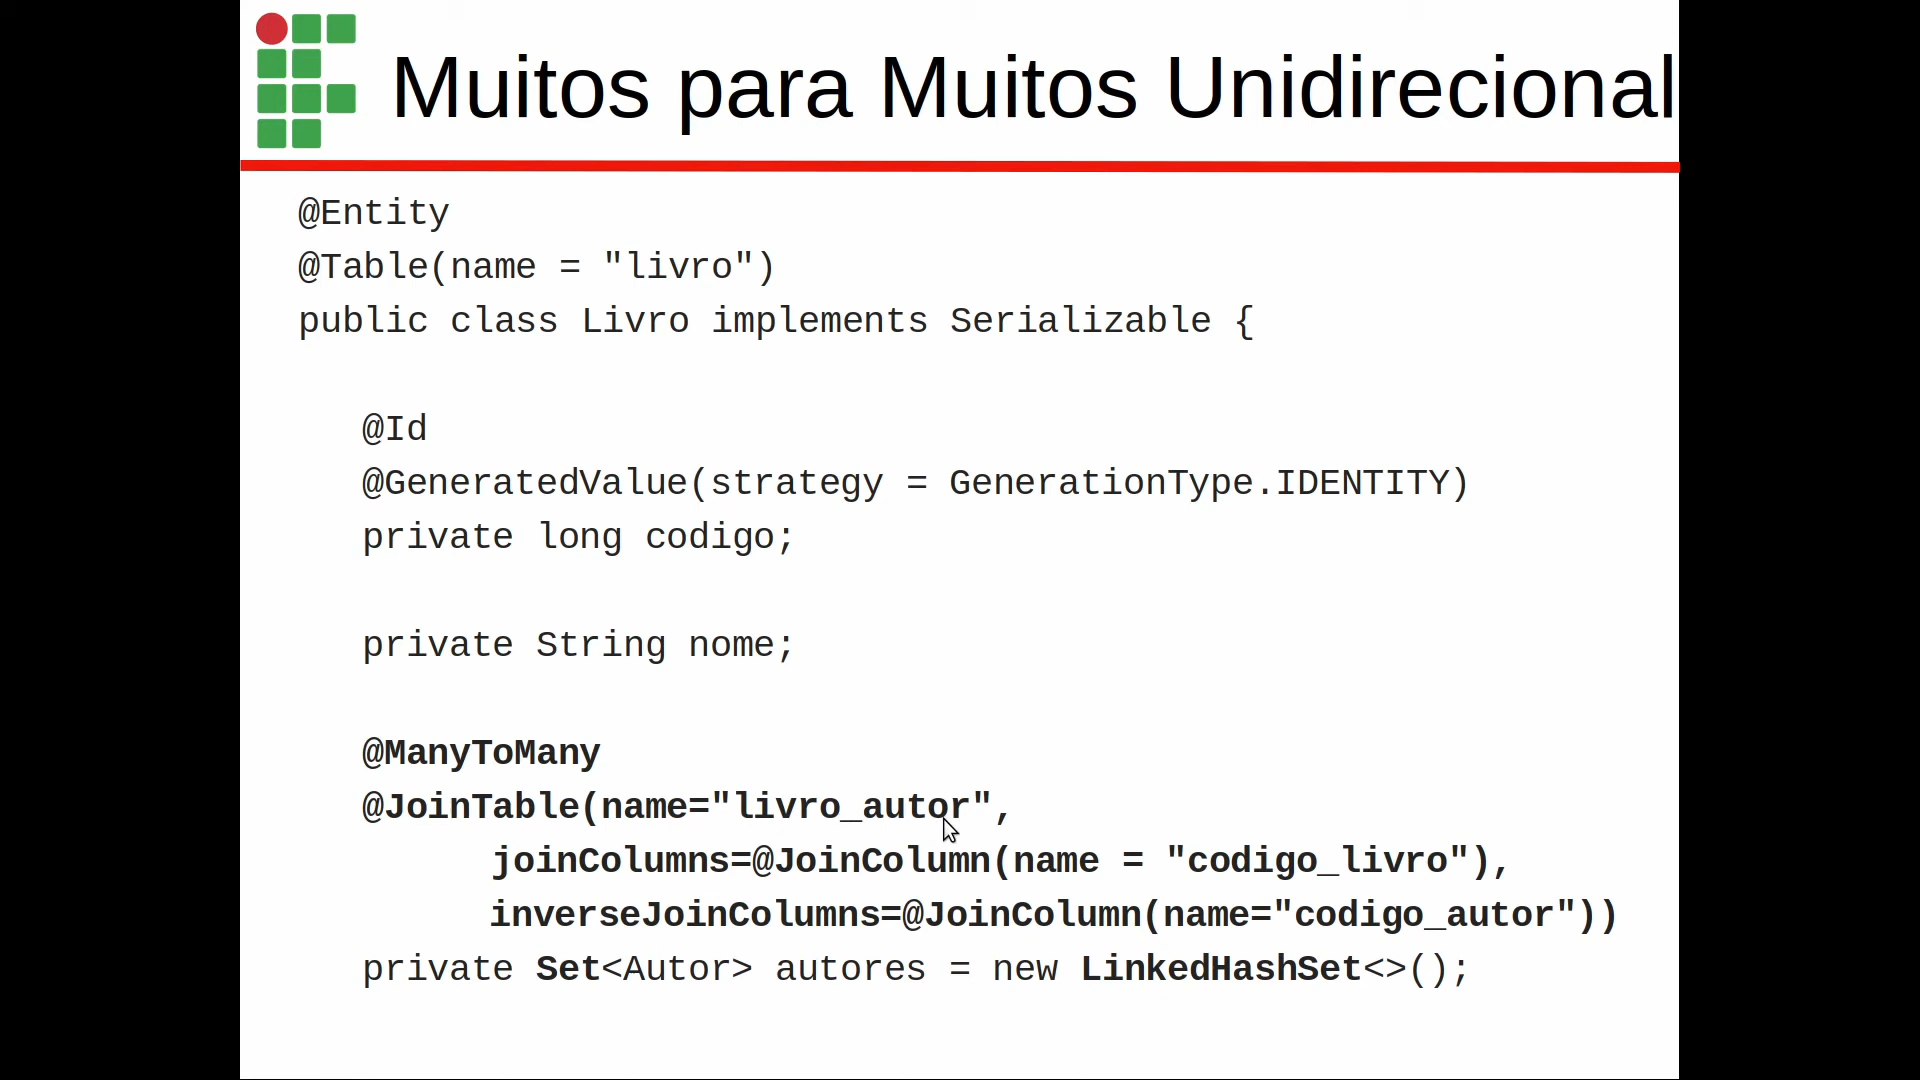 Muitos para Muitos Unidirecional
@Entity
@Table(name = "livro")
public class Livro implements Serializable {
@Id
@GeneratedValue(strategy = GenerationType.IDENTITY)
private long codigo;
private String nome;
@ManyToMany
@JoinTable(name="livro_autor",
joinColumns=@JoinColumn(name = "codigo_livro"),
inverseJoinColumns=@JoinColumn(name="codigo_autor"))
private Set<Autor> autores = new LinkedHashSet<>();